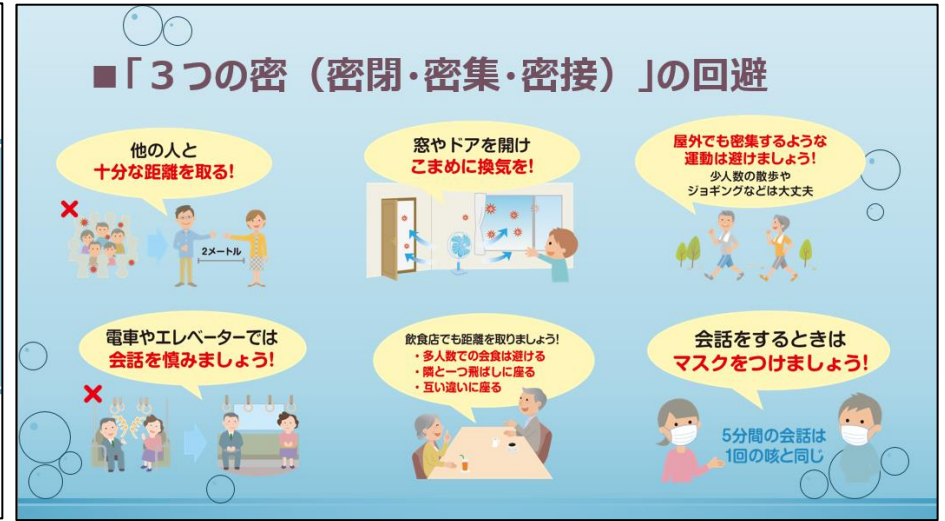 ■「３つの密（密閉・密集・密接）」の回避
他の人と
十分な距離を取る!
2メートル
窓やドアを開け
こまめに換気を!
屋外でも密集するような
運動は避けましょう!
少人数の散歩や
ジョギングなどは大丈夫
電車やエレベーターでは
会話を慎みましょう!
飲食店でも距離を取りましょう!
・多人数での会食は避ける
・隣と一つ飛ばしに座る
・互い違いに座る
会話をするときは
マスクをつけましょう!
5分間の会話は
1回の咳と同じ